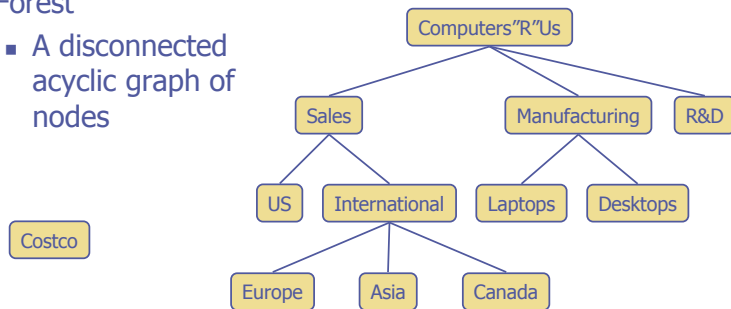 Forest
▪ A disconnected
acyclic graph of
nodes
Computers"R"Us
Sales
Manufacturing
R&D
US
International
Laptops
Desktops
Costco
Europe
Asia
Canada